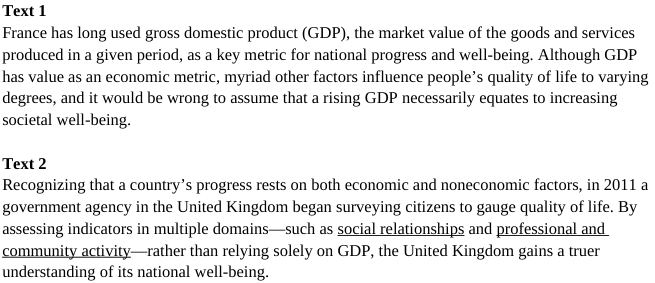 Text 1
France has long used gross domestic product (GDP), the market value of the goods and services
produced in a given period, as a key metric for national progress and well-being. Although GDP
has value as an economic metric, myriad other factors influence people’s quality of life to varying
degrees, and it would be wrong to assume that a rising GDP necessarily equates to increasing
societal well-being.
Text 2
Recognizing that a country’s progress rests on both economic and noneconomic factors, in 2011 a
government agency in the United Kingdom began surveying citizens to gauge quality of life. By
assessing indicators in multiple domains—such as social relationships and professional and
community activity—rather than relying solely on GDP, the United Kingdom gains a truer
understanding of its national well-being.